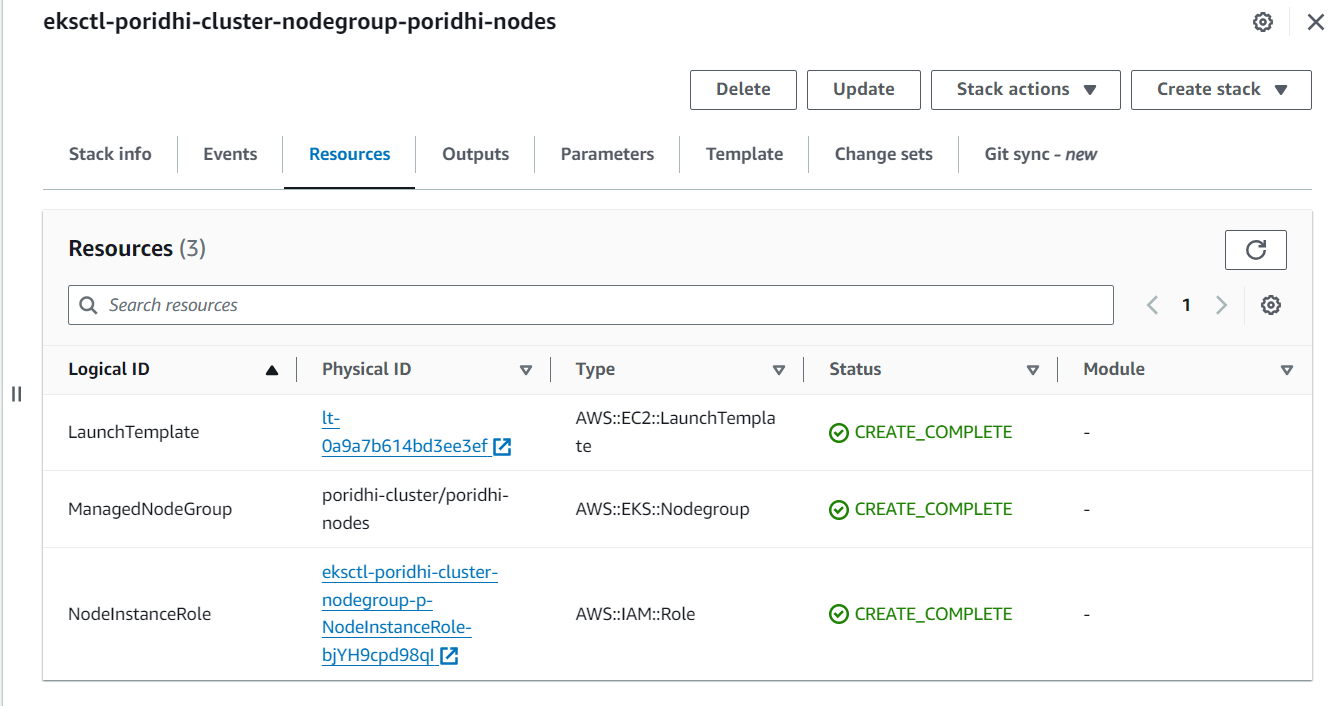 eksctl-poridhi-cluster-nodegroup-poridhi-nodes
Delete
Update
Stack actions
Create stack
Stack info
Events
Resources
Outputs
Parameters
Template
Change sets
Git sync - new
Resources (3)
Search resources
1
Logical ID
Physical ID
Type
Status
Module
LaunchTemplate
lt-
0a9a7b614bd3ee3ef
AWS::EC2::LaunchTempla
te
CREATE_COMPLETE
-
ManagedNodeGroup
poridhi-cluster/poridhi-
nodes
AWS::EKS::Nodegroup
CREATE_COMPLETE
-
NodeInstanceRole
eksctl-poridhi-cluster-
nodegroup-p-
NodeInstanceRole-
bjYH9cpd98qI
AWS::IAM::Role
CREATE_COMPLETE
-